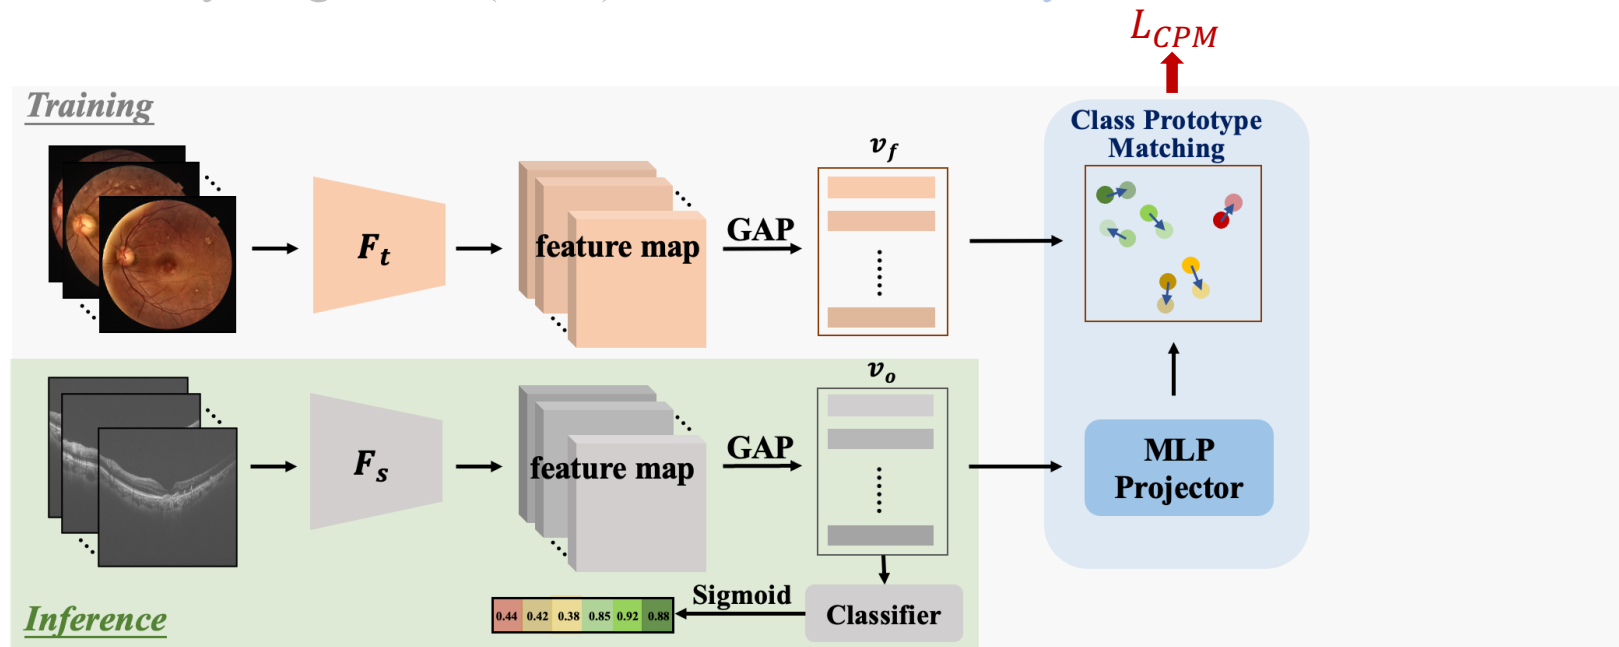 L_CPM
Training
Class Prototype
Matching
v_f
F_t
feature map
GAP
v_o
F_s
feature map
GAP
MLP
Projector
Sigmoid
Classifier
0.44 0.42 0.38 0.85 0.92 0.88
Inference